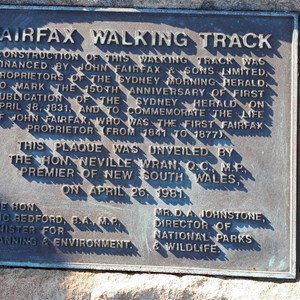 FAIRFAX WALKING TRACK
CONSTRUCTION OF THIS WALKING TRACK WAS
FINANCED BY JOHN FAIRFAX & SONS LIMITED,
PROPRIETORS OF THE SYDNEY MORNING HERALD
TO MARK THE 150TH ANNIVERSARY OF FIRST
PUBLICATION OF THE SYDNEY HERALD ON
APRIL 18, 1831, AND TO COMMEMORATE THE LIFE
OF JOHN FAIRFAX WHO WAS THE FIRST FAIRFAX
PROPRIETOR (FROM 1841 TO 1877)
THIS PLAQUE WAS UNVEILED BY
THE HON. NEVILLE WRAN, Q.C., M.P.
PREMIER OF NEW SOUTH WALES,
ON APRIL 26, 1981
THE HON.
BEDFORD, B.A., M.P.
MINISTER FOR
PLANNING & ENVIRONMENT.
MR. D.A. JOHNSTONE,
DIRECTOR OF
NATIONAL PARKS
& WILDLIFE.